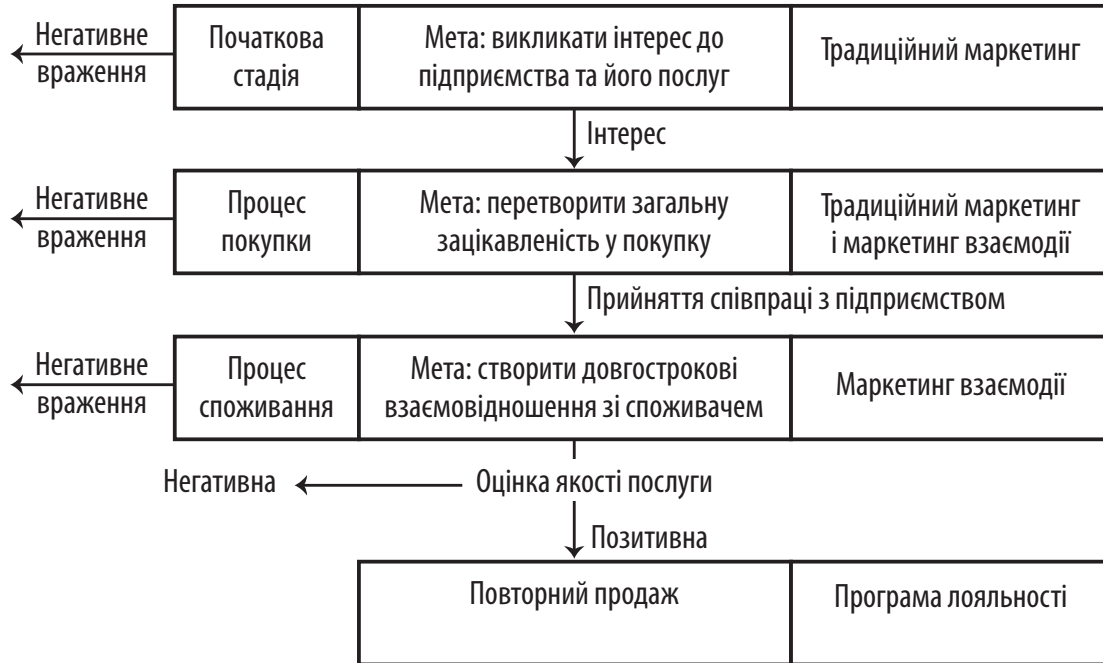 Негативне
враження
Початкова
стадія
Мета: викликати інтерес до
підприємства та його послуг
Традиційний маркетинг
Інтерес
Негативне
враження
Процес
покупки
Мета: перетворити загальну
зацікавленість у покупку
Традиційний маркетинг
і маркетинг взаємодії
Прийняття співпраці з підприємством
Негативне
враження
Процес
споживання
Мета: створити довгострокові
взаємовідношення зі споживачем
Маркетинг взаємодії
Негативна
Оцінка якості послуги
Позитивна
Повторний продаж
Програма лояльності